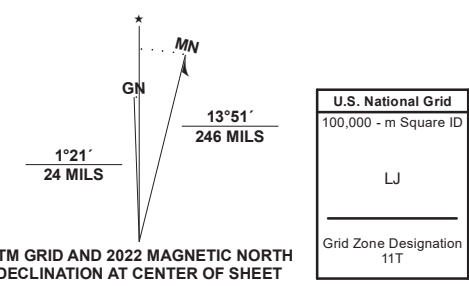 ★
MN
GN
13°51´
246 MILS
1°21´
24 MILS
TM GRID AND 2022 MAGNETIC NORTH
DECLINATION AT CENTER OF SHEET
U.S. National Grid
100,000 - m Square ID
LJ
Grid Zone Designation
11T